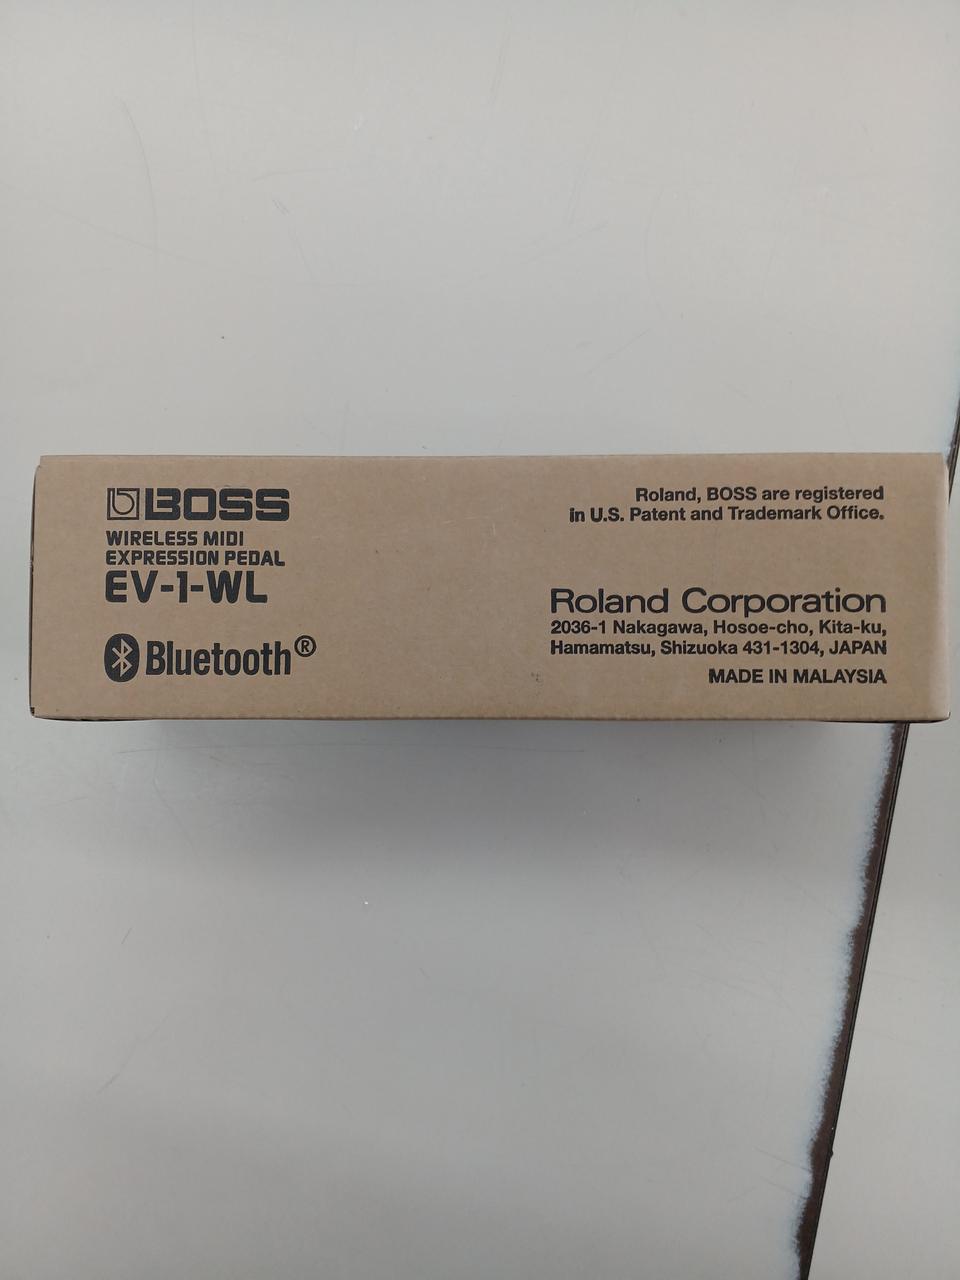 BOSS
WIRELESS MIDI
EXPRESSION PEDAL
EV-1-WL
Bluetooth®
Roland, BOSS are registered
in U.S. Patent and Trademark Office.
Roland Corporation
2036-1 Nakagawa, Hosoe-cho, Kita-ku,
Hamamatsu, Shizuoka 431-1304, JAPAN
MADE IN MALAYSIA